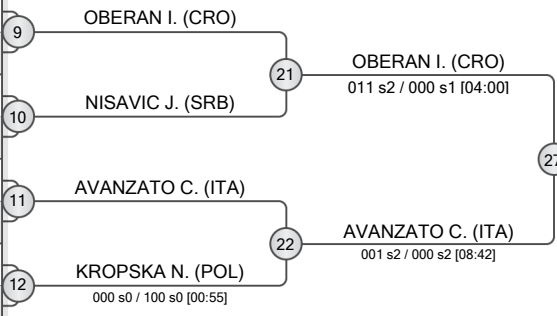 OBERAN I. (CRO)
9
OBERAN I. (CRO)
21
011 s2 / 000 s1 [04:00]
NISAVIC J. (SRB)
10
27
AVANZATO C. (ITA)
11
AVANZATO C. (ITA)
22
001 s2 / 000 s2 [08:42]
KROPSKA N. (POL)
12
000 s0 / 100 s0 [00:55]